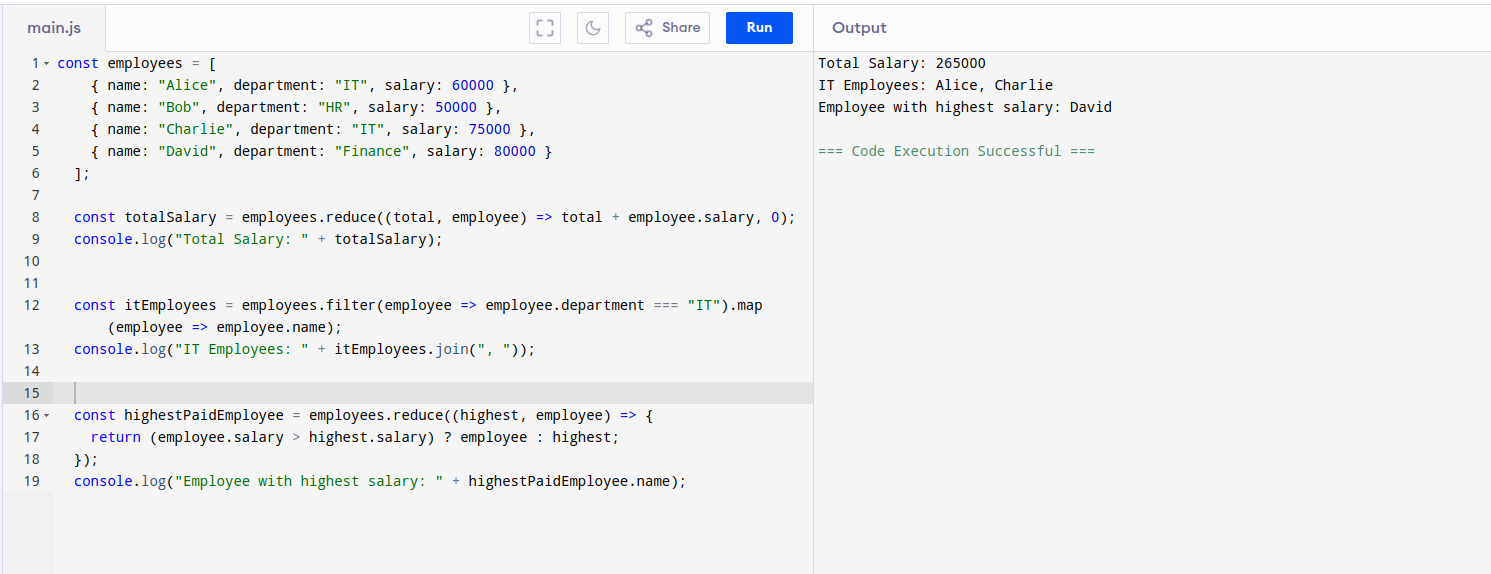 main.js
Share
Run
Output
1 const employees = [
2 { name: "Alice", department: "IT", salary: 60000 },
3 { name: "Bob", department: "HR", salary: 50000 },
4 { name: "Charlie", department: "IT", salary: 75000 },
5 { name: "David", department: "Finance", salary: 80000 }
6 ];
7
8 const totalSalary = employees.reduce((total, employee) => total + employee.salary, 0);
9 console.log("Total Salary: " + totalSalary);
10
11
12 const itEmployees = employees.filter(employee => employee.department === "IT").map
(employee => employee.name);
13 console.log("IT Employees: " + itEmployees.join(", "));
14
15
16 const highestPaidEmployee = employees.reduce((highest, employee) => {
17 return (employee.salary > highest.salary) ? employee : highest;
18 });
19 console.log("Employee with highest salary: " + highestPaidEmployee.name);
Total Salary: 265000
IT Employees: Alice, Charlie
Employee with highest salary: David
=== Code Execution Successful ===